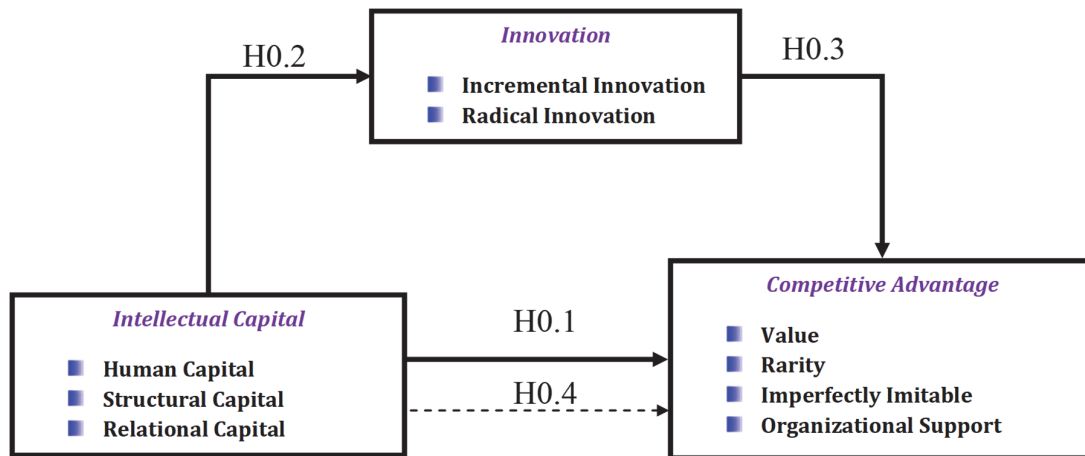 Innovation
Incremental Innovation
Radical Innovation
H0.2
H0.3
Intellectual Capital
Human Capital
Structural Capital
Relational Capital
H0.1
H0.4
Competitive Advantage
Value
Rarity
Imperfectly Imitable
Organizational Support